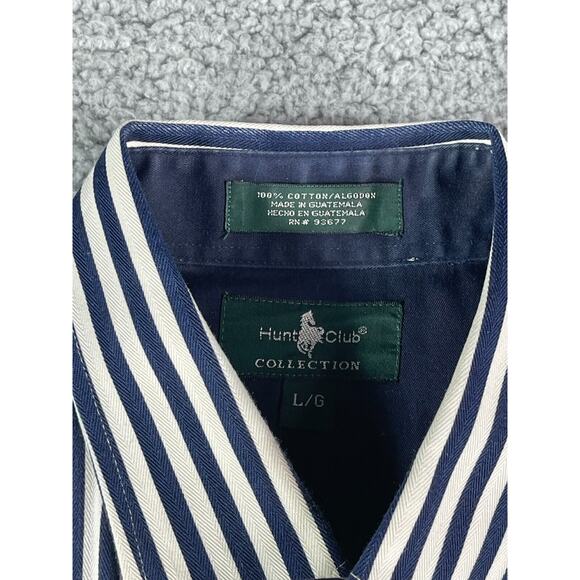 100% COTTON/ALGODON
MADE IN GUATEMALA
HECHO EN GUATEMALA
RN# 93677
Hunt Club®
COLLECTION
L/G